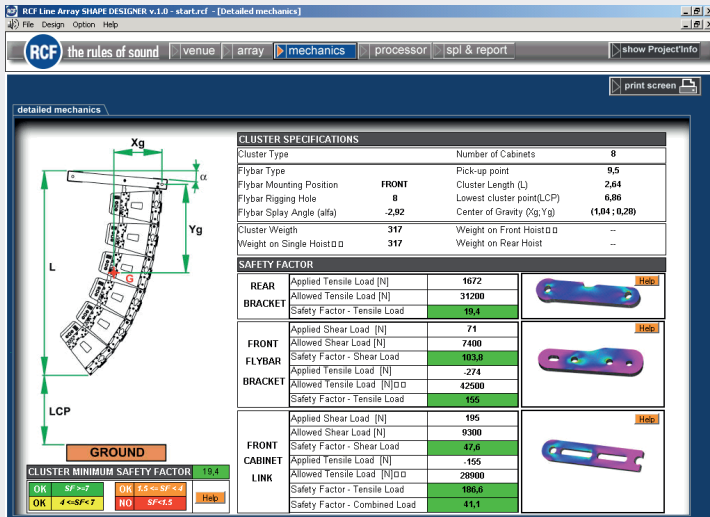 RCF Line Array SHAPE DESIGNER v.1.0 - start.rcf - [Detailed mechanics]
File Design Option Help
RCF the rules of sound venue array mechanics processor spl & report show Project'Info
print screen
detailed mechanics
Xg
α
Yg
L
G
LCP
GROUND
CLUSTER MINIMUM SAFETY FACTOR 19,4
OK SF >=7 OK 1.5 <= SF < 4
OK 4 <=SF< 7 NO SF<1.5
Help
CLUSTER SPECIFICATIONS
Cluster Type Number of Cabinets 8
Flybar Type Pick-up point 9,5
Flybar Mounting Position FRONT Cluster Length (L) 2,64
Flybar Rigging Hole 8 Lowest cluster point(LCP) 6,86
Flybar Splay Angle (alfa) -2,92 Center of Gravity (Xg;Yg) (1,04 ; 0,28)
Cluster Weigth 317 Weight on Front Hoist□□ --
Weight on Single Hoist□□ 317 Weight on Rear Hoist --
SAFETY FACTOR
REAR BRACKET
Applied Tensile Load [N] 1672
Allowed Tensile Load [N] 31200
Safety Factor - Tensile Load 19,4
Help
FRONT FLYBAR BRACKET
Applied Shear Load [N] 71
Allowed Shear Load [N] 7400
Safety Factor - Shear Load 103,8
Applied Tensile Load [N] -274
Allowed Tensile Load [N]□□ 42500
Safety Factor - Tensile Load 155
Help
FRONT CABINET LINK
Applied Shear Load [N] 195
Allowed Shear Load [N] 9300
Safety Factor - Shear Load 47,6
Applied Tensile Load [N] -155
Allowed Tensile Load [N]□□ 28900
Safety Factor - Tensile Load 186,6
Safety Factor - Combined Load 41,1
Help